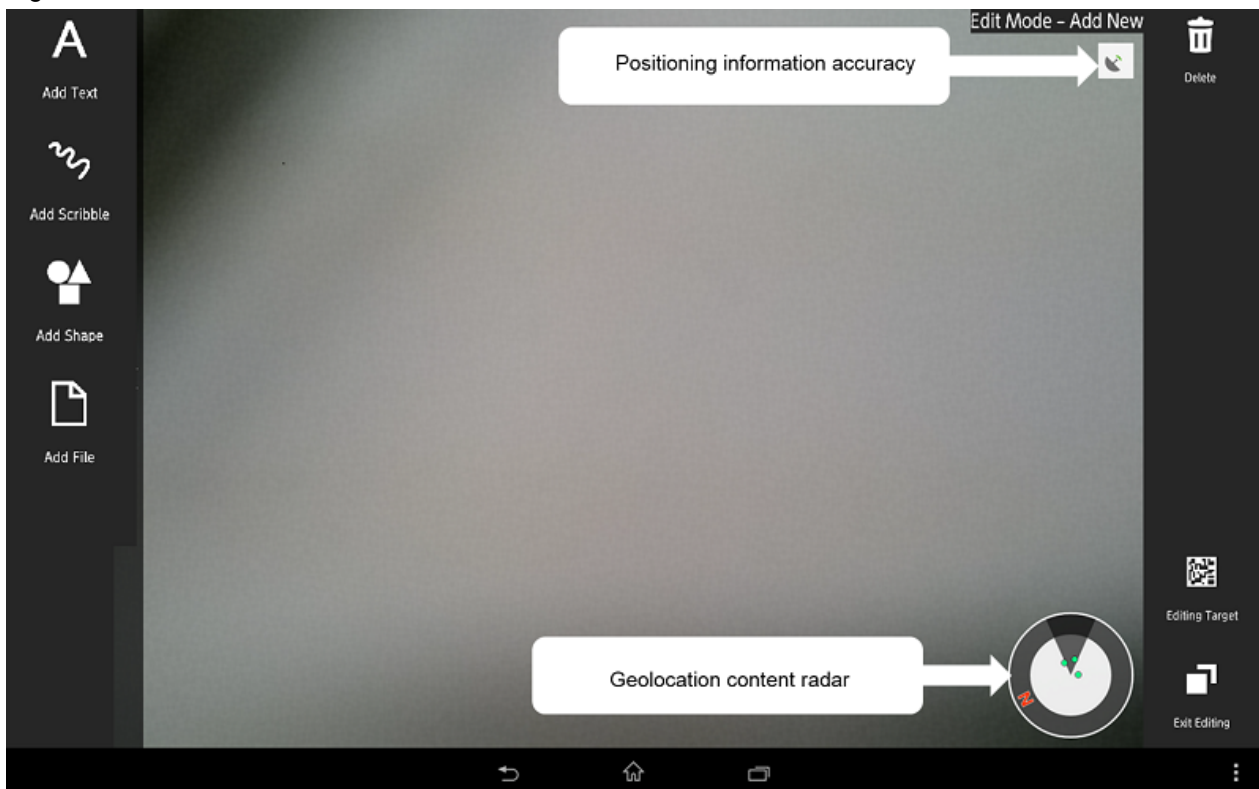 Edit Mode – Add New
A
Add Text
Positioning information accuracy
Delete
Add Scribble
Add Shape
Add File
Editing Target
Geolocation content radar
N
Exit Editing